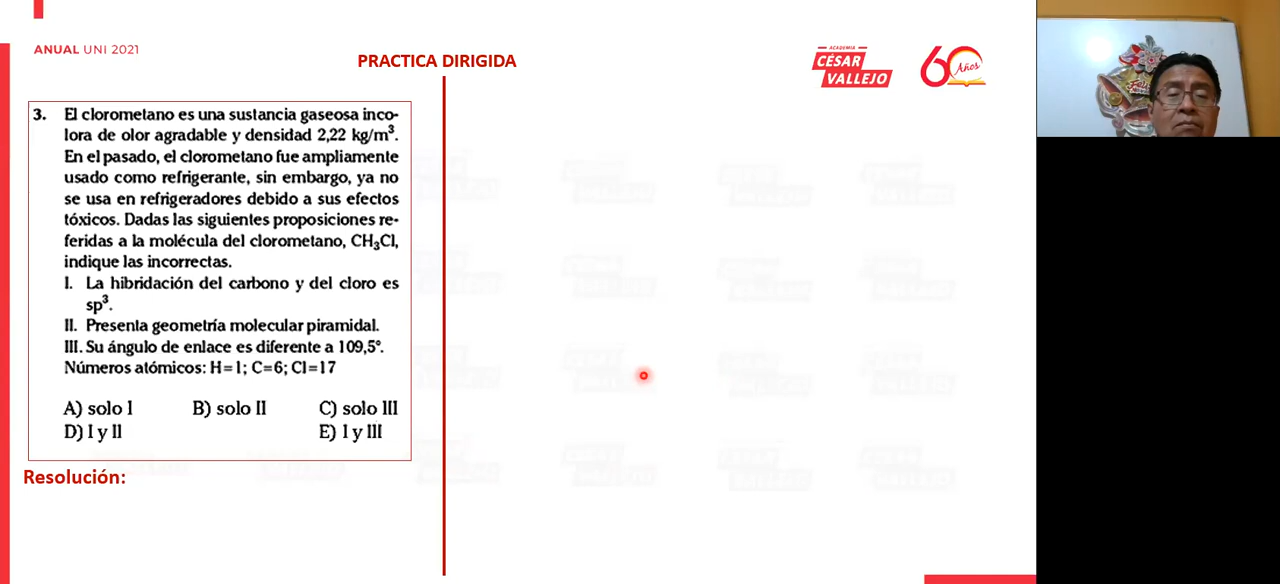 ANUAL UNI 2021
PRACTICA DIRIGIDA
ACADEMIA
CÉSAR
VALLEJO
60 Años
3. El clorometano es una sustancia gaseosa inco-
lora de olor agradable y densidad 2,22 kg/m³.
En el pasado, el clorometano fue ampliamente
usado como refrigerante, sin embargo, ya no
se usa en refrigeradores debido a sus efectos
tóxicos. Dadas las siguientes proposiciones re-
feridas a la molécula del clorometano, CH₃Cl,
indique las incorrectas.
I. La hibridación del carbono y del cloro es
sp³.
II. Presenta geometría molecular piramidal.
III. Su ángulo de enlace es diferente a 109,5°.
Números atómicos: H=1; C=6; Cl=17
A) solo I B) solo II C) solo III
D) I y II E) I y III
Resolución: